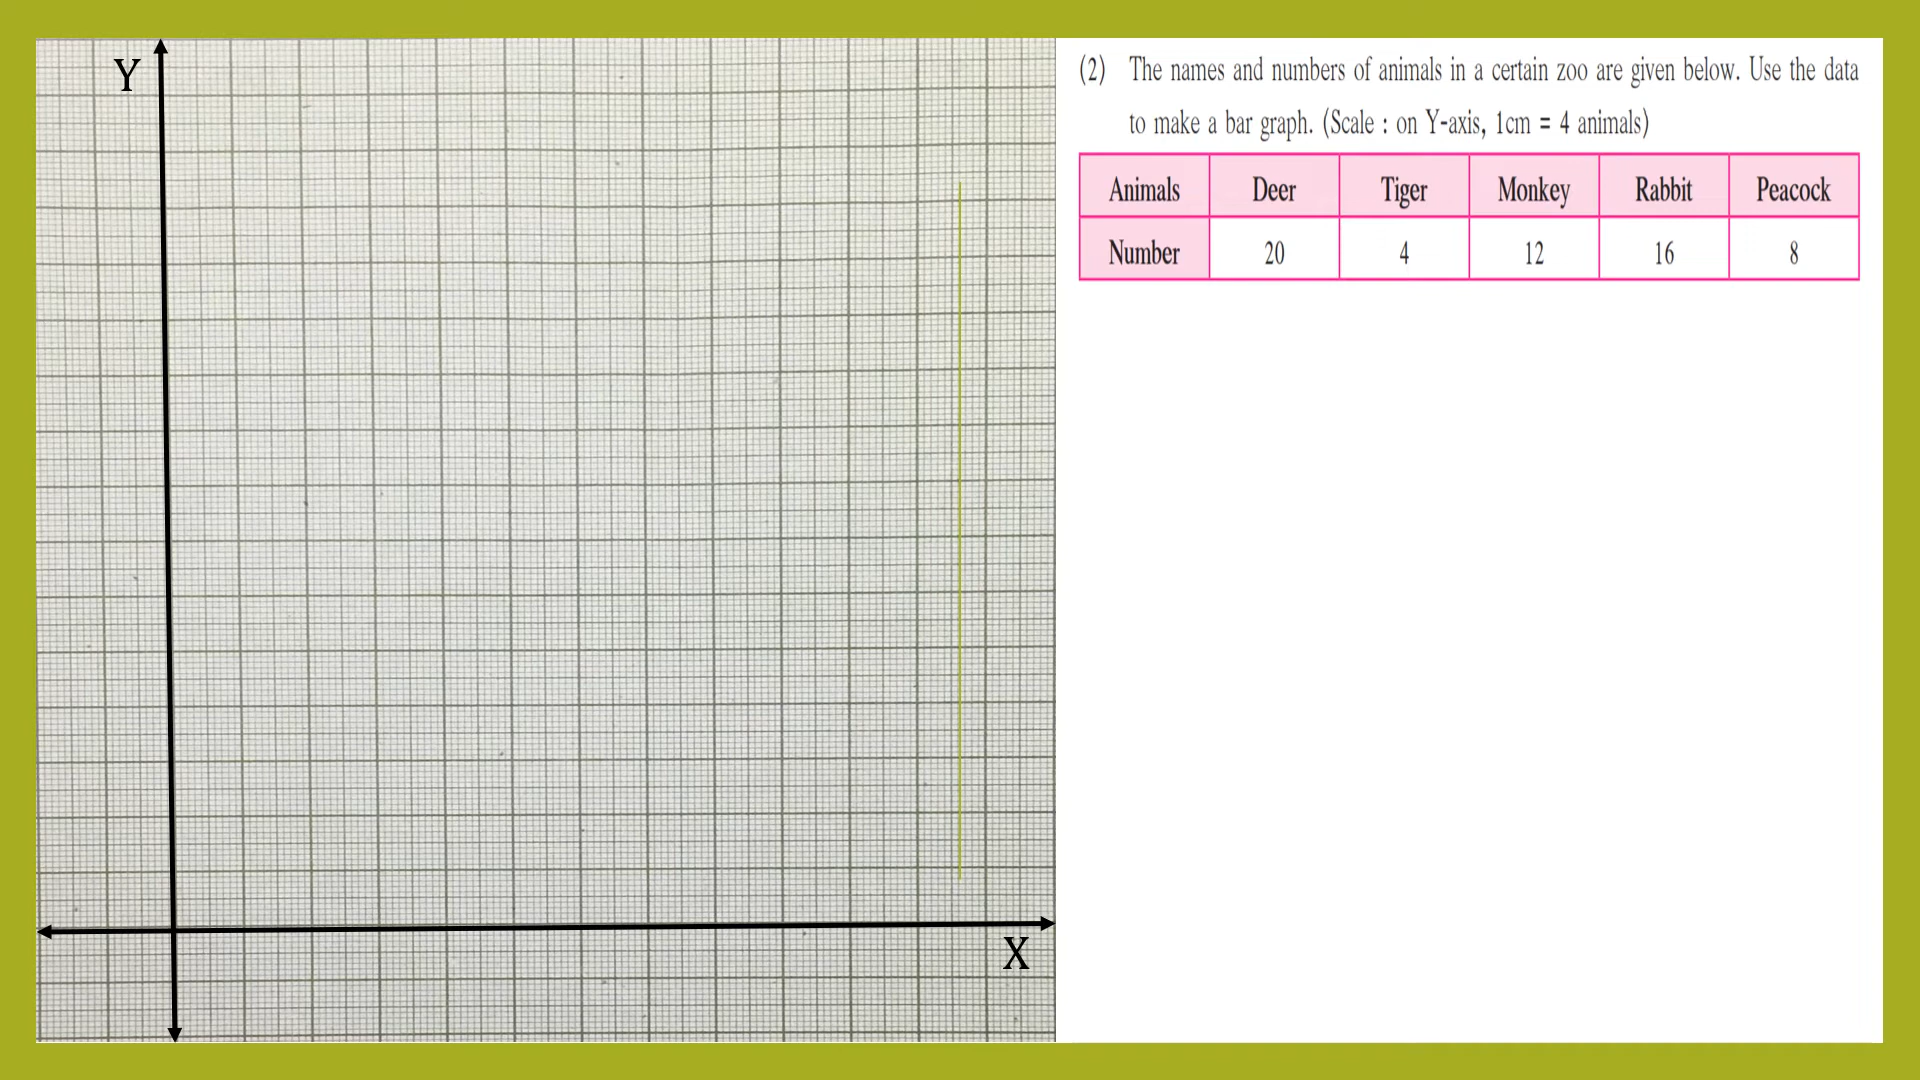 Y
X
(2) The names and numbers of animals in a certain zoo are given below. Use the data
to make a bar graph. (Scale : on Y-axis, 1cm = 4 animals)
Animals Deer Tiger Monkey Rabbit Peacock
Number 20 4 12 16 8